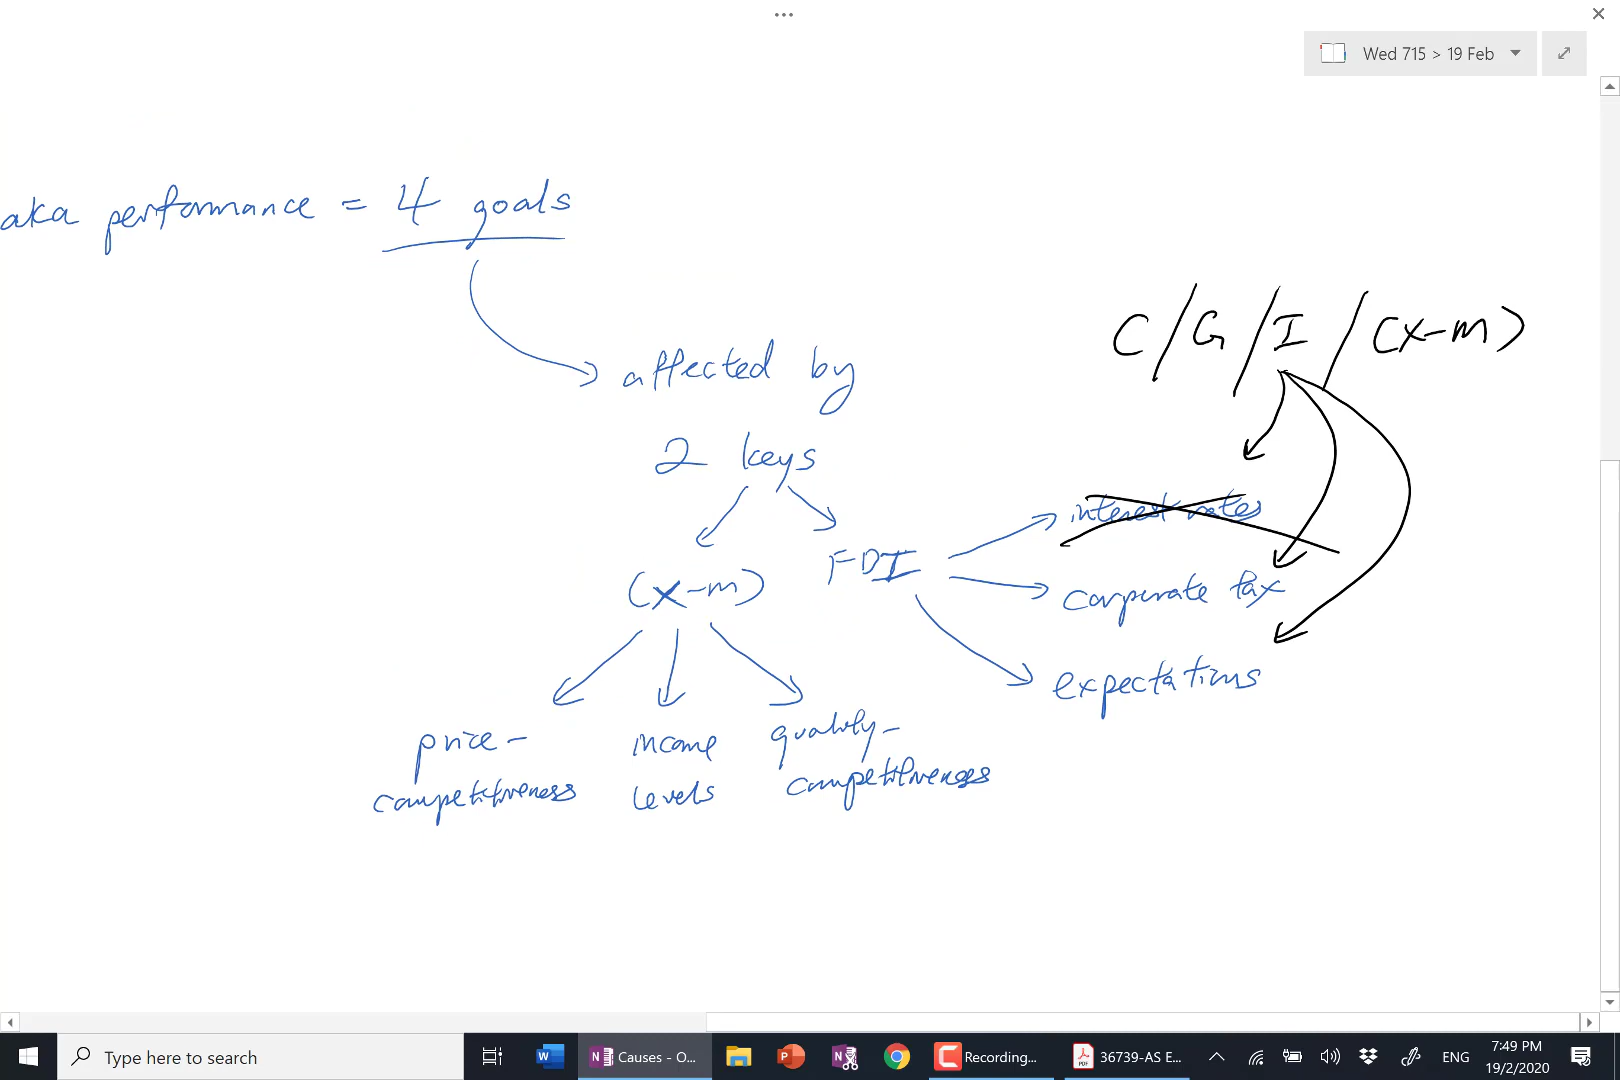 Wed 715 > 19 Feb
aka performance = 4 goals
C/G/I/(X-M)
affected by
2 keys
interest rates
FDI
(X-M)
corporate tax
expectations
price-
competitiveness
income
levels
quality-
competitiveness
Type here to search
Causes - O...
Recording...
36739-AS E...
ENG
7:49 PM
19/2/2020